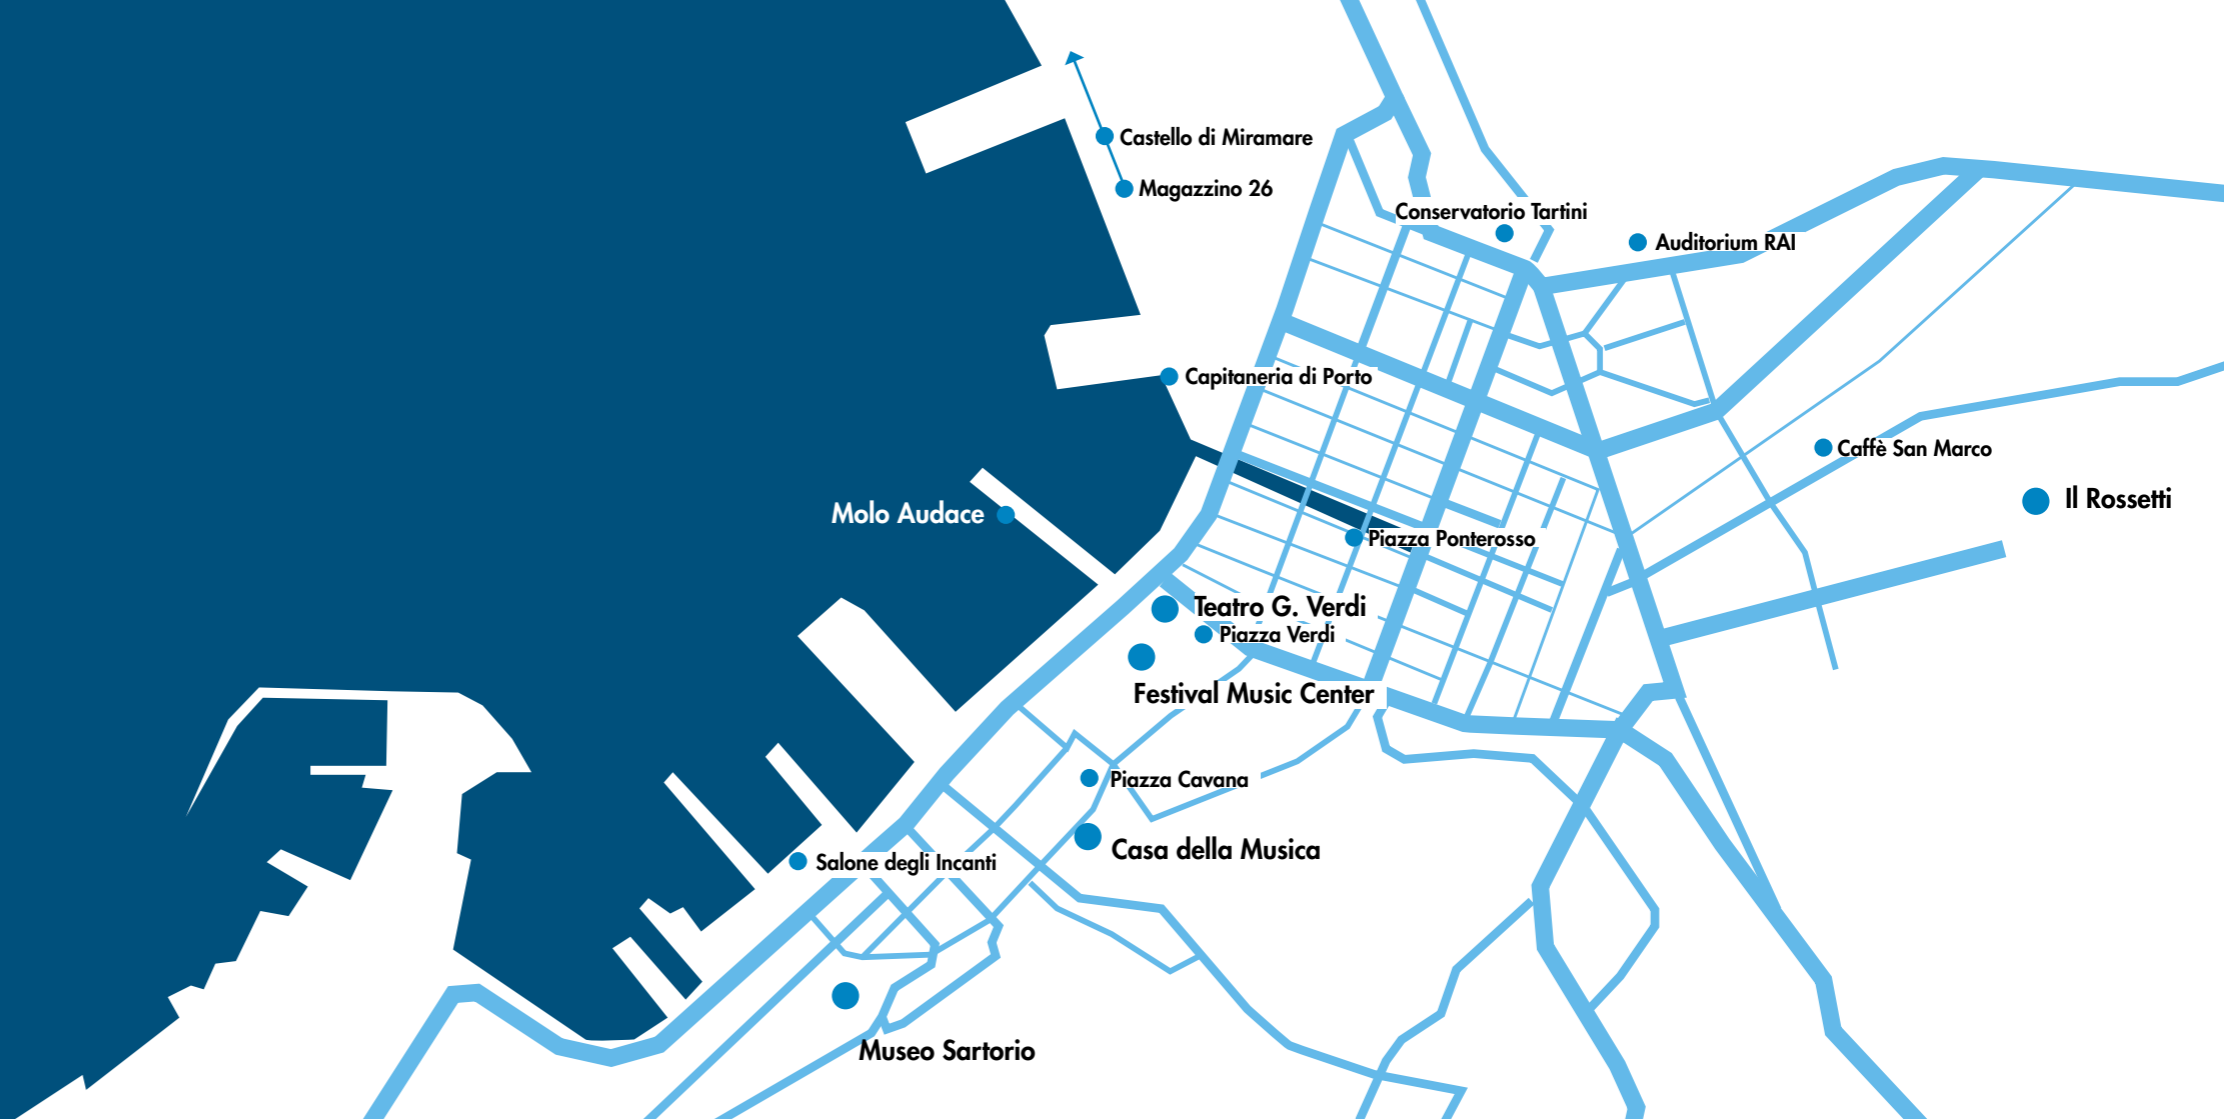 Castello di Miramare
Magazzino 26
Conservatorio Tartini
Auditorium RAI
Capitaneria di Porto
Caffè San Marco
Il Rossetti
Molo Audace
Piazza Ponterosso
Teatro G. Verdi
Piazza Verdi
Festival Music Center
Piazza Cavana
Casa della Musica
Salone degli Incanti
Museo Sartorio